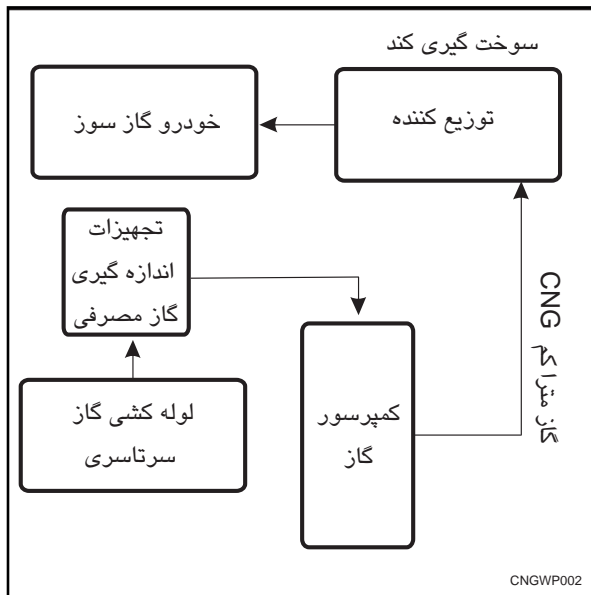 سوخت گیری کند
توزیع کننده
خودرو گاز سوز
تجهیزات
اندازه گیری
گاز مصرفی
لوله کشی گاز
سرتاسری
کمپرسور
گاز
گاز متراکم CNG
CNGWP002